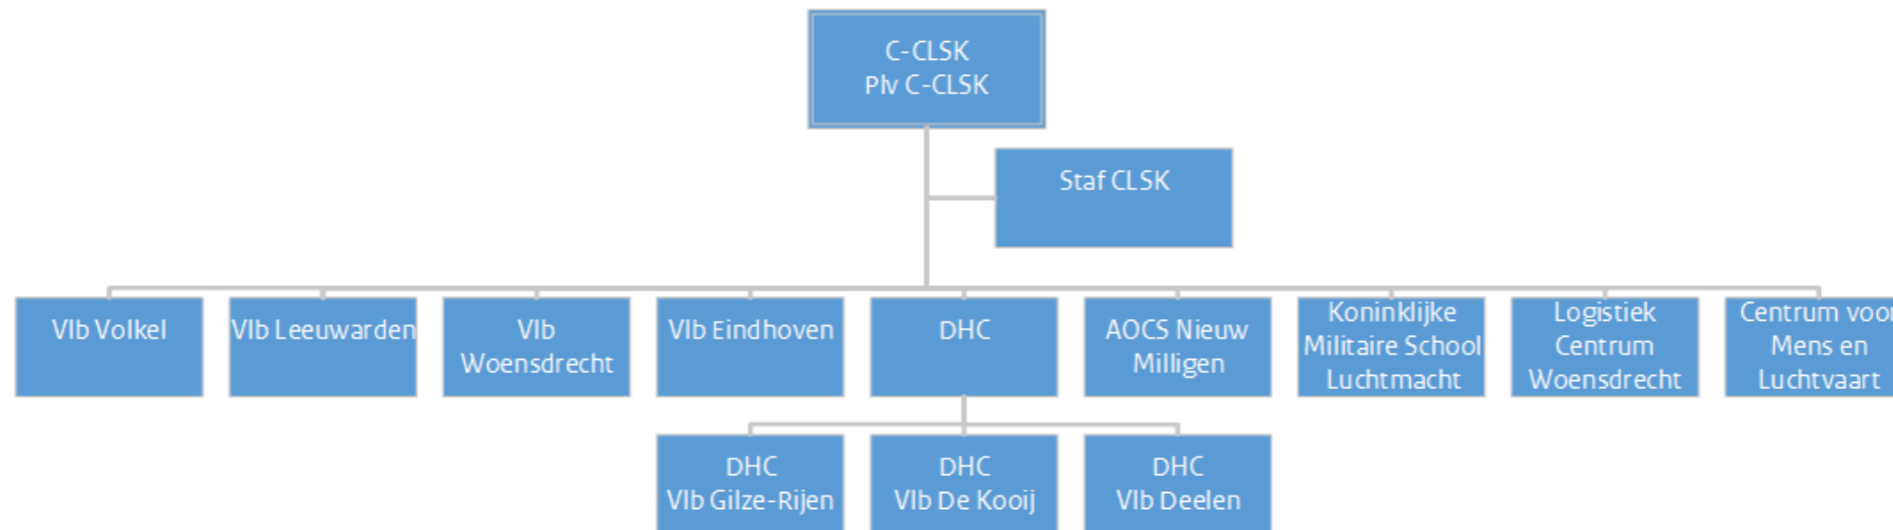 C-CLSK
Plv C-CLSK
Staf CLSK
Vlb Volkel
Vlb Leeuwarden
Vlb
Woensdrecht
Vlb Eindhoven
DHC
AOCS Nieuw
Milligen
Koninklijke
Militaire School
Luchtmacht
Logistiek
Centrum
Woensdrecht
Centrum voor
Mens en
Luchtvaart
DHC
Vlb Gilze-Rijen
DHC
Vlb De Kooij
DHC
Vlb Deelen